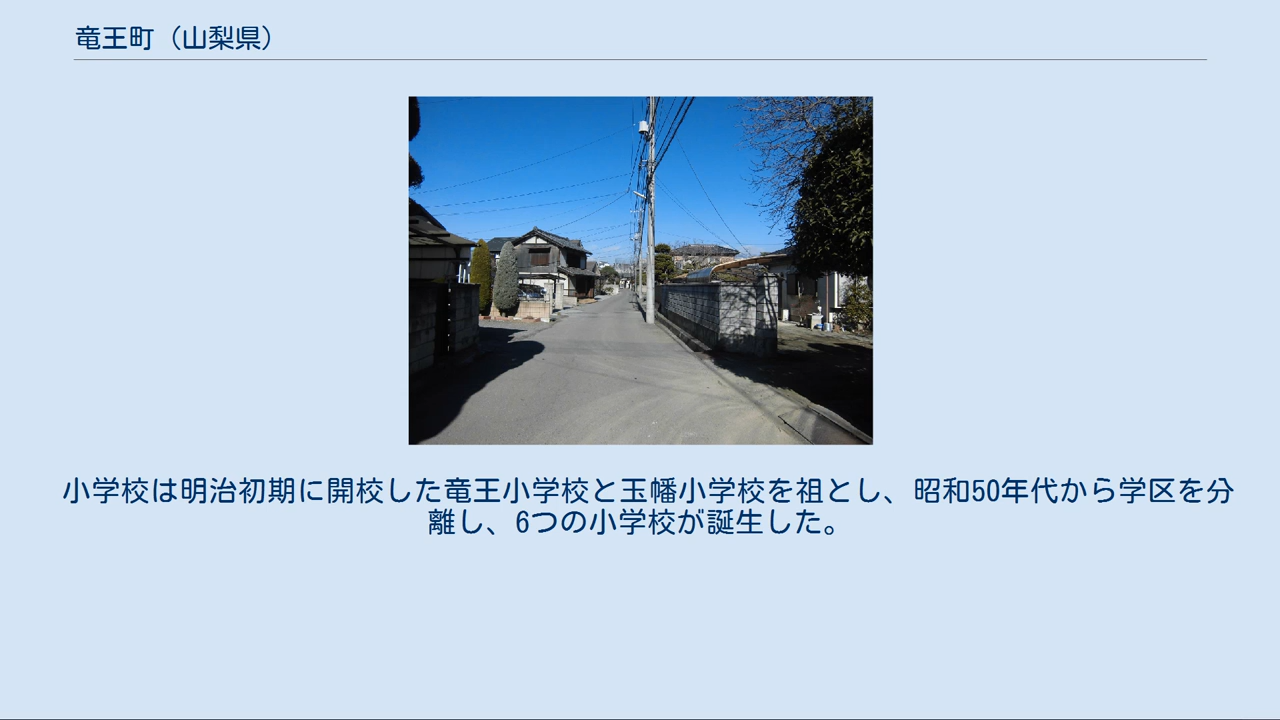 竜王町（山梨県）
小学校は明治初期に開校した竜王小学校と玉幡小学校を祖とし、昭和50年代から学区を分
離し、6つの小学校が誕生した。